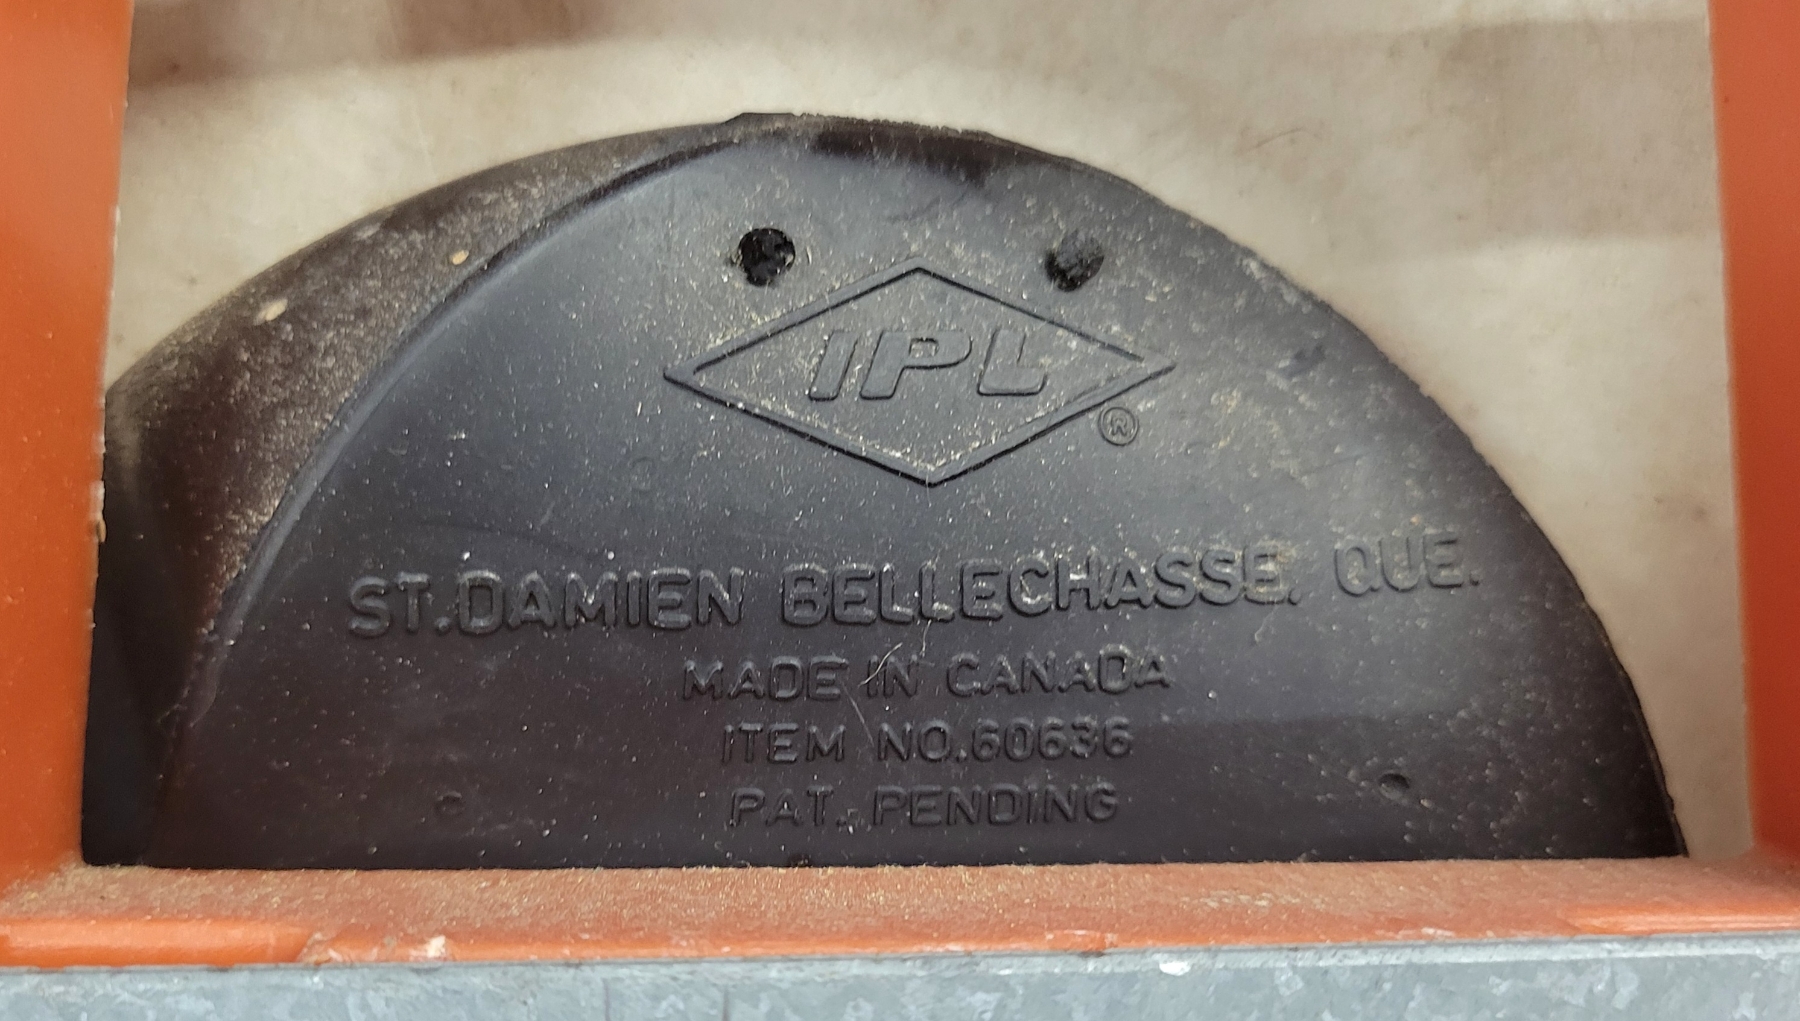 IPL
®
ST.DAMIEN BELLECHASSE, QUE.
MADE IN CANADA
ITEM NO.60636
PAT. PENDING